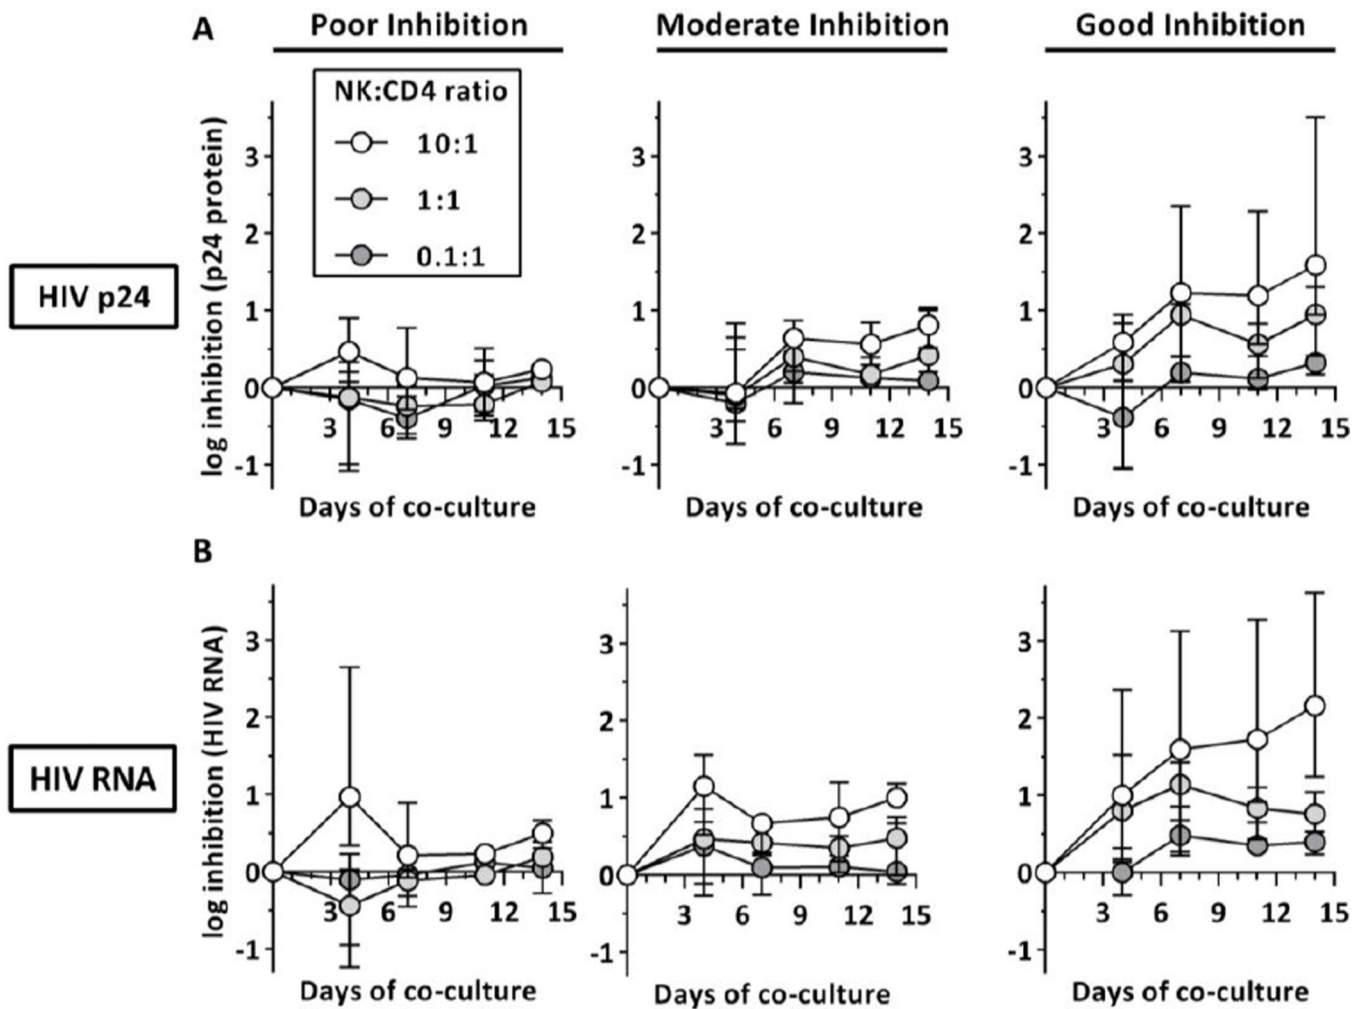 A
Poor Inhibition
Moderate Inhibition
Good Inhibition
NK:CD4 ratio
10:1
1:1
0.1:1
HIV p24
log inhibition (p24 protein)
3
2
1
0
-1
3 6 9 12 15
Days of co-culture
3
2
1
0
-1
3 6 9 12 15
Days of co-culture
3
2
1
0
-1
3 6 9 12 15
Days of co-culture
B
HIV RNA
log inhibition (HIV RNA)
3
2
1
0
-1
3 6 9 12 15
Days of co-culture
3
2
1
0
-1
3 6 9 12 15
Days of co-culture
3
2
1
0
-1
3 6 9 12 15
Days of co-culture